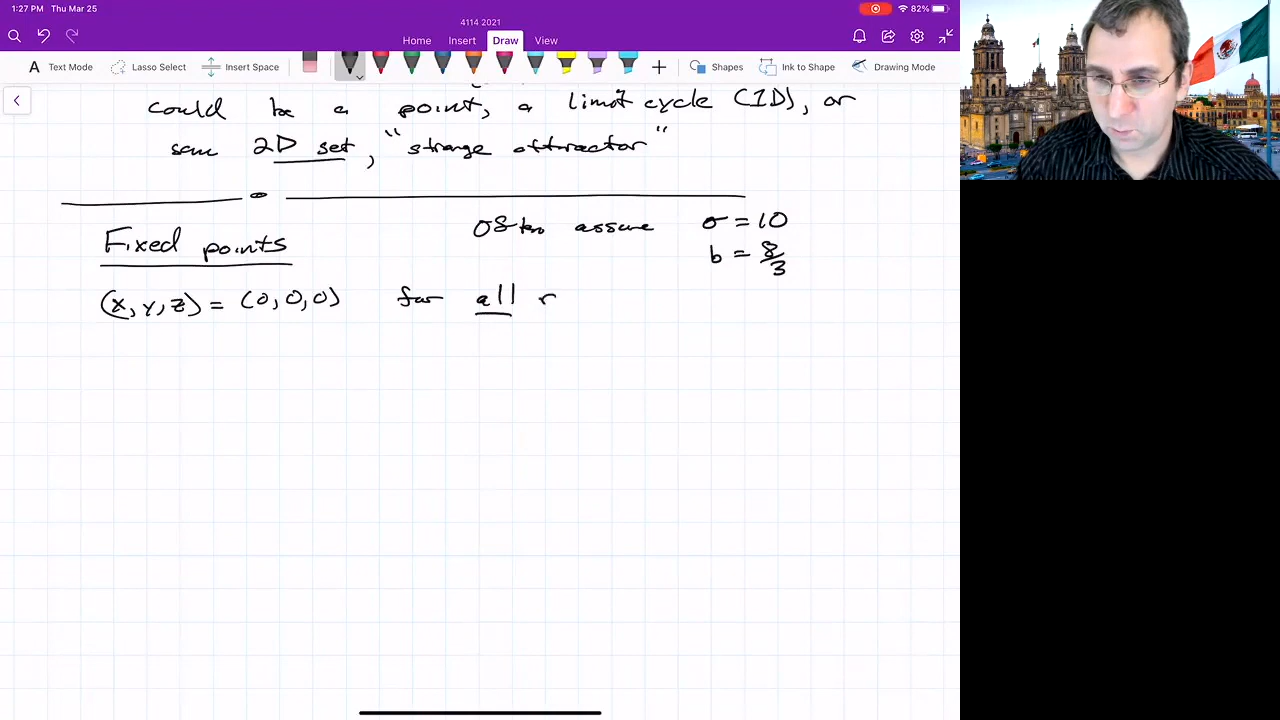 1:27 PM Thu Mar 25
82%
4114 2021
Home Insert Draw View
Text Mode Lasso Select Insert Space Shapes Ink to Shape Drawing Mode
could be a point, a limit cycle (1D), or
som 2D set, "strange attractor"
Fixed points
often assume σ = 10
b = 8/3
(x, y, z) = (0, 0, 0) for all r